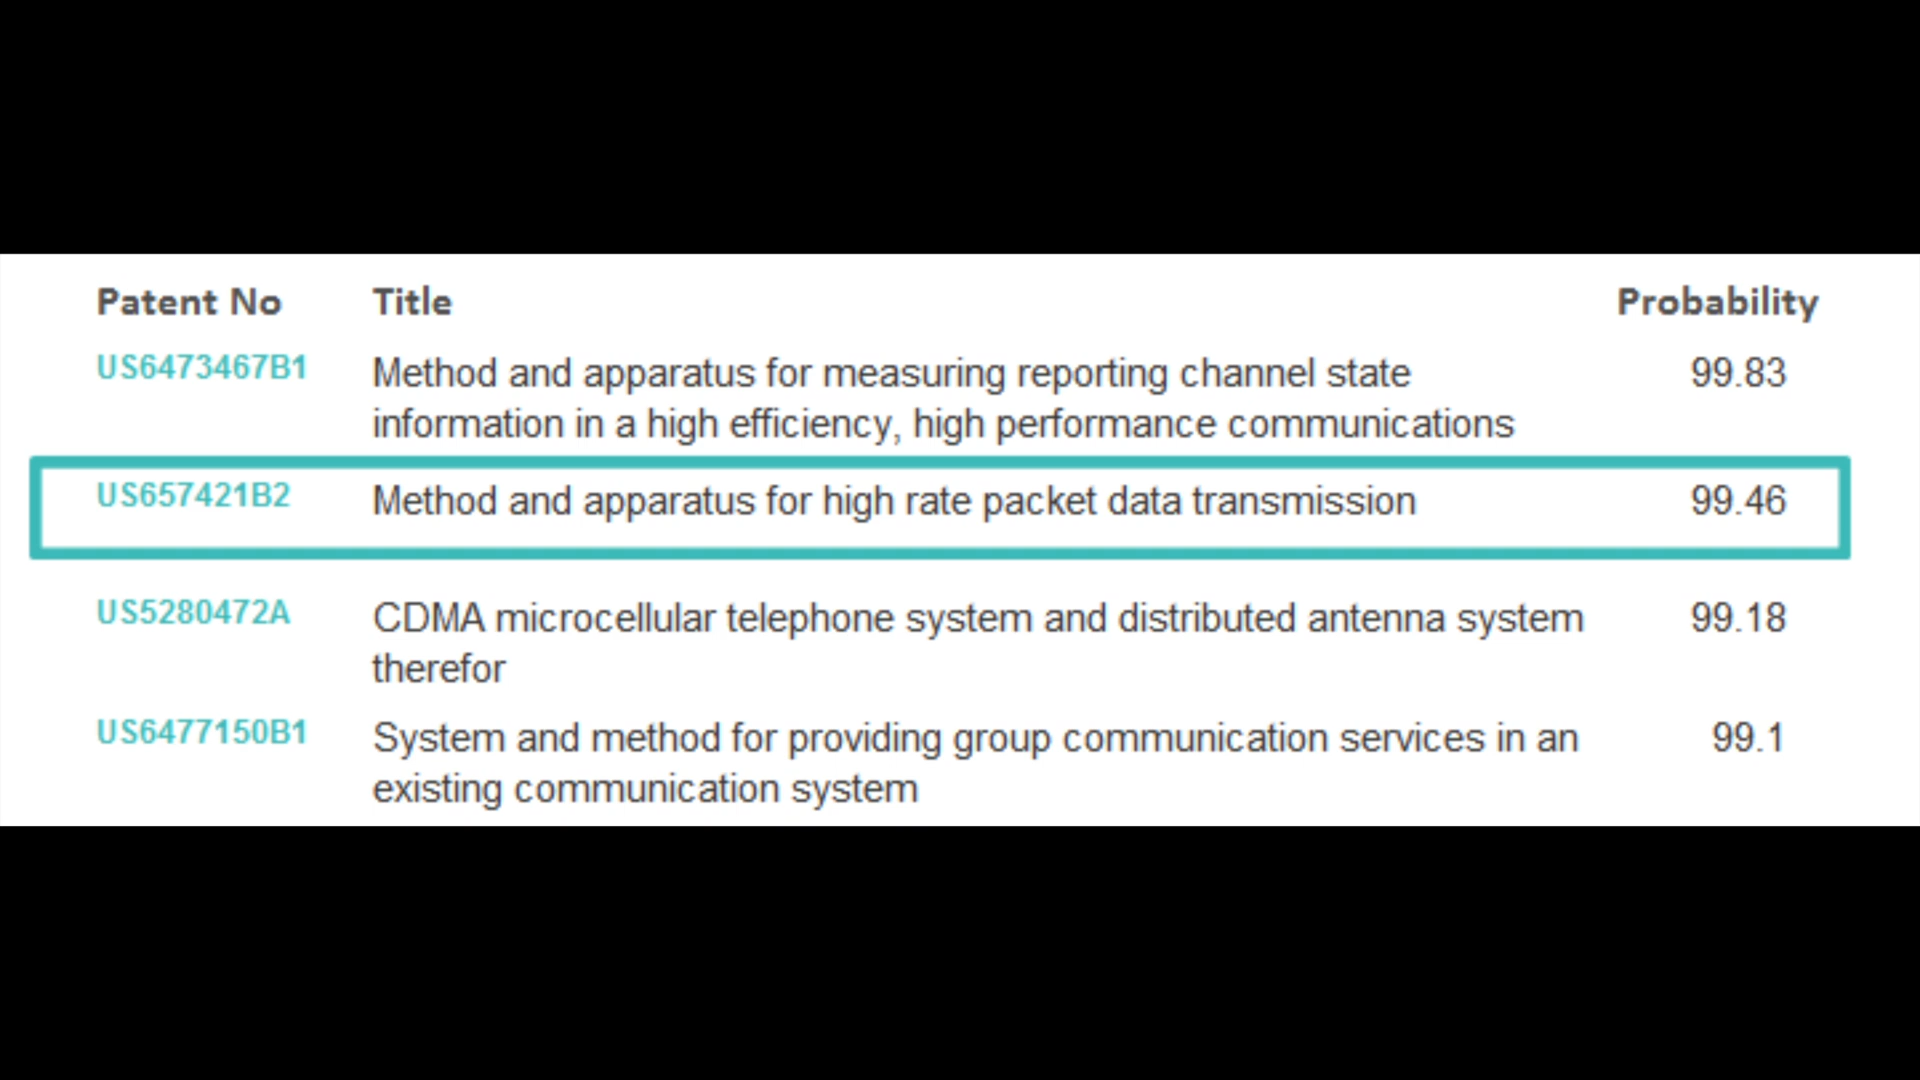 Patent No Title Probability
US6473467B1 Method and apparatus for measuring reporting channel state 99.83
information in a high efficiency, high performance communications
US657421B2 Method and apparatus for high rate packet data transmission 99.46
US5280472A CDMA microcellular telephone system and distributed antenna system 99.18
therefor
US6477150B1 System and method for providing group communication services in an 99.1
existing communication system